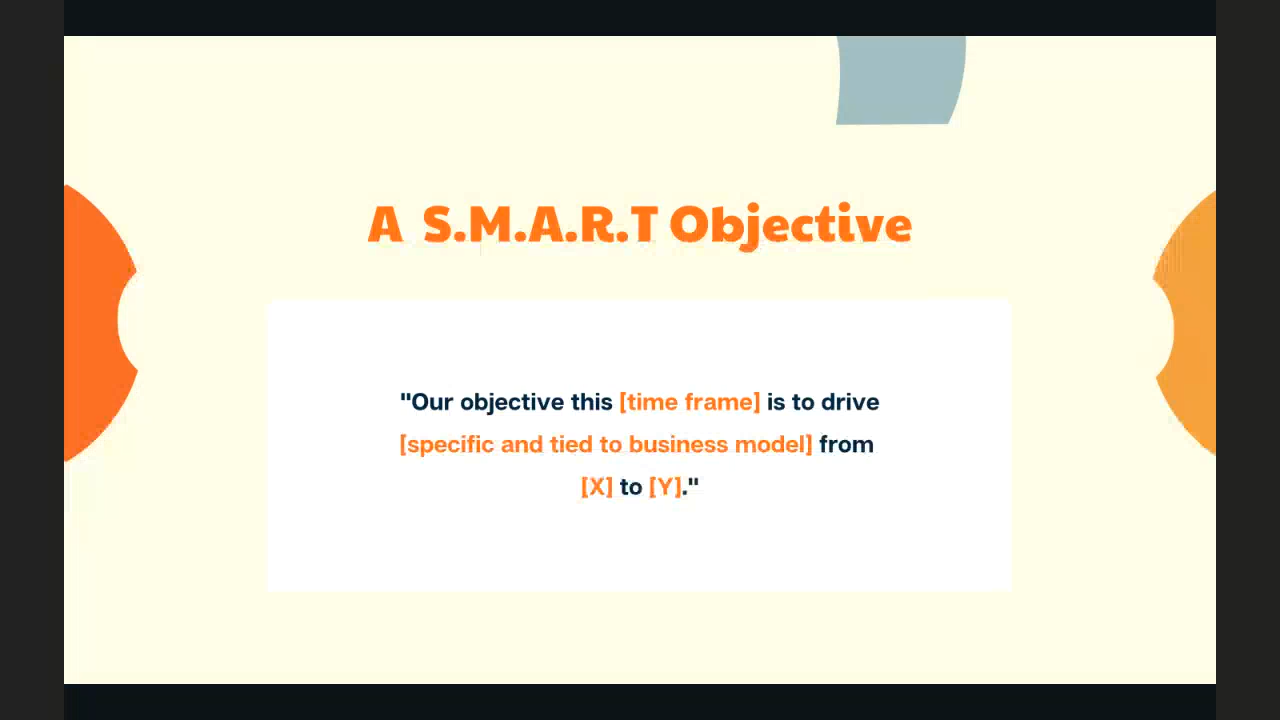 A S.M.A.R.T Objective
"Our objective this [time frame] is to drive
[specific and tied to business model] from
[X] to [Y]."